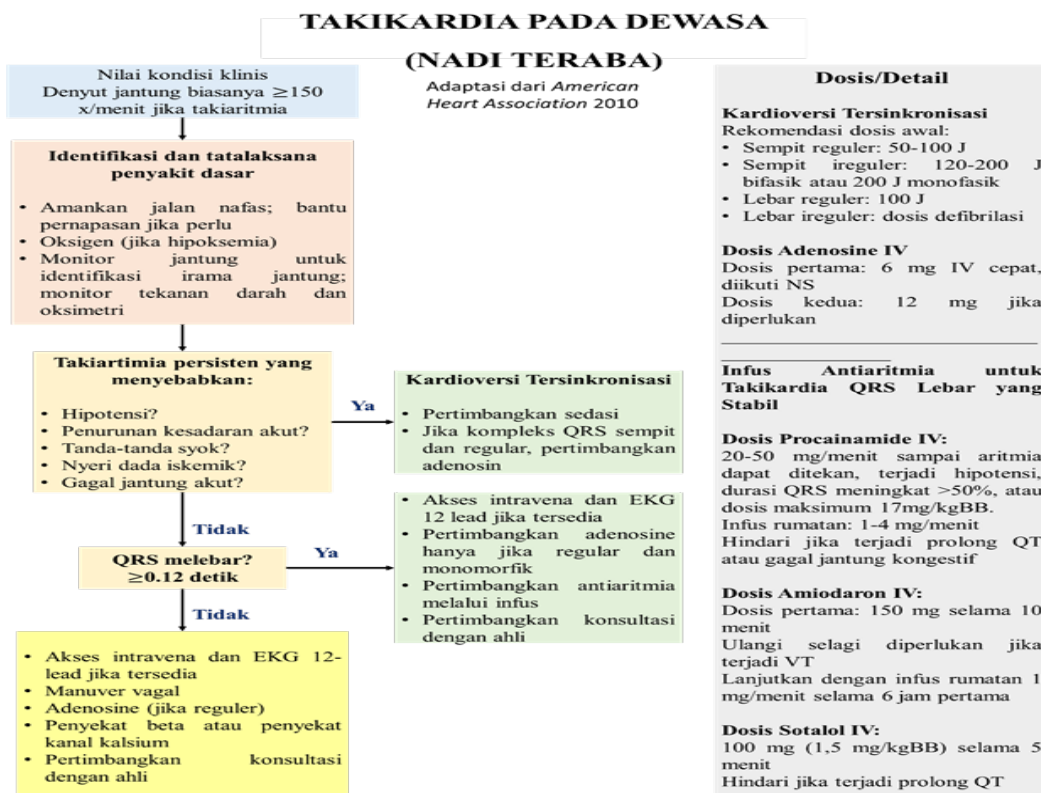 TAKIKARDIA PADA DEWASA
(NADI TERABA)
Adaptasi dari American
Heart Association 2010
Nilai kondisi klinis
Denyut jantung biasanya ≥150
x/menit jika takiaritmia
Identifikasi dan tatalaksana
penyakit dasar
• Amankan jalan nafas; bantu
pernapasan jika perlu
• Oksigen (jika hipoksemia)
• Monitor jantung untuk
identifikasi irama jantung;
monitor tekanan darah dan
oksimetri
Takiartimia persisten yang
menyebabkan:
• Hipotensi?
• Penurunan kesadaran akut?
• Tanda-tanda syok?
• Nyeri dada iskemik?
• Gagal jantung akut?
Ya
Kardioversi Tersinkronisasi
• Pertimbangkan sedasi
• Jika kompleks QRS sempit
dan regular, pertimbangkan
adenosin
Tidak
QRS melebar?
≥0.12 detik
Ya
• Akses intravena dan EKG
12 lead jika tersedia
• Pertimbangkan adenosine
hanya jika regular dan
monomorfik
• Pertimbangkan antiaritmia
melalui infus
• Pertimbangkan konsultasi
dengan ahli
Tidak
• Akses intravena dan EKG 12-
lead jika tersedia
• Manuver vagal
• Adenosine (jika reguler)
• Penyekat beta atau penyekat
kanal kalsium
• Pertimbangkan konsultasi
dengan ahli
Dosis/Detail
Kardioversi Tersinkronisasi
Rekomendasi dosis awal:
• Sempit reguler: 50-100 J
• Sempit ireguler: 120-200 J
bifasik atau 200 J monofasik
• Lebar reguler: 100 J
• Lebar ireguler: dosis defibrilasi
Dosis Adenosine IV
Dosis pertama: 6 mg IV cepat,
diikuti NS
Dosis kedua: 12 mg jika
diperlukan
Infus Antiaritmia untuk
Takikardia QRS Lebar yang
Stabil
Dosis Procainamide IV:
20-50 mg/menit sampai aritmia
dapat ditekan, terjadi hipotensi,
durasi QRS meningkat >50%, atau
dosis maksimum 17mg/kgBB.
Infus rumatan: 1-4 mg/menit
Hindari jika terjadi prolong QT
atau gagal jantung kongestif
Dosis Amiodaron IV:
Dosis pertama: 150 mg selama 10
menit
Ulangi selagi diperlukan jika
terjadi VT
Lanjutkan dengan infus rumatan 1
mg/menit selama 6 jam pertama
Dosis Sotalol IV:
100 mg (1,5 mg/kgBB) selama 5
menit
Hindari jika terjadi prolong QT